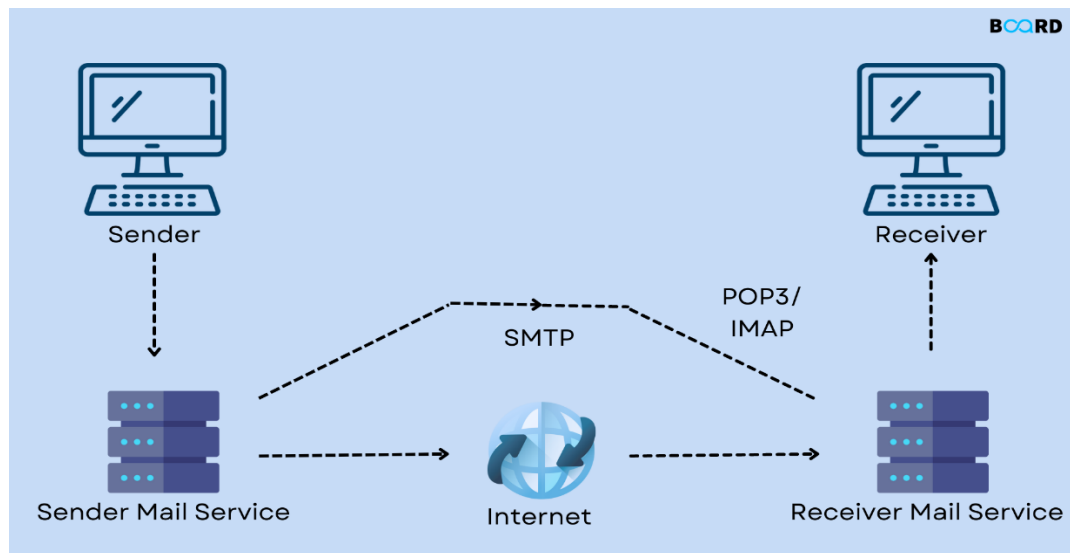 BOARD
Sender
Receiver
POP3/
IMAP
SMTP
Sender Mail Service
Internet
Receiver Mail Service